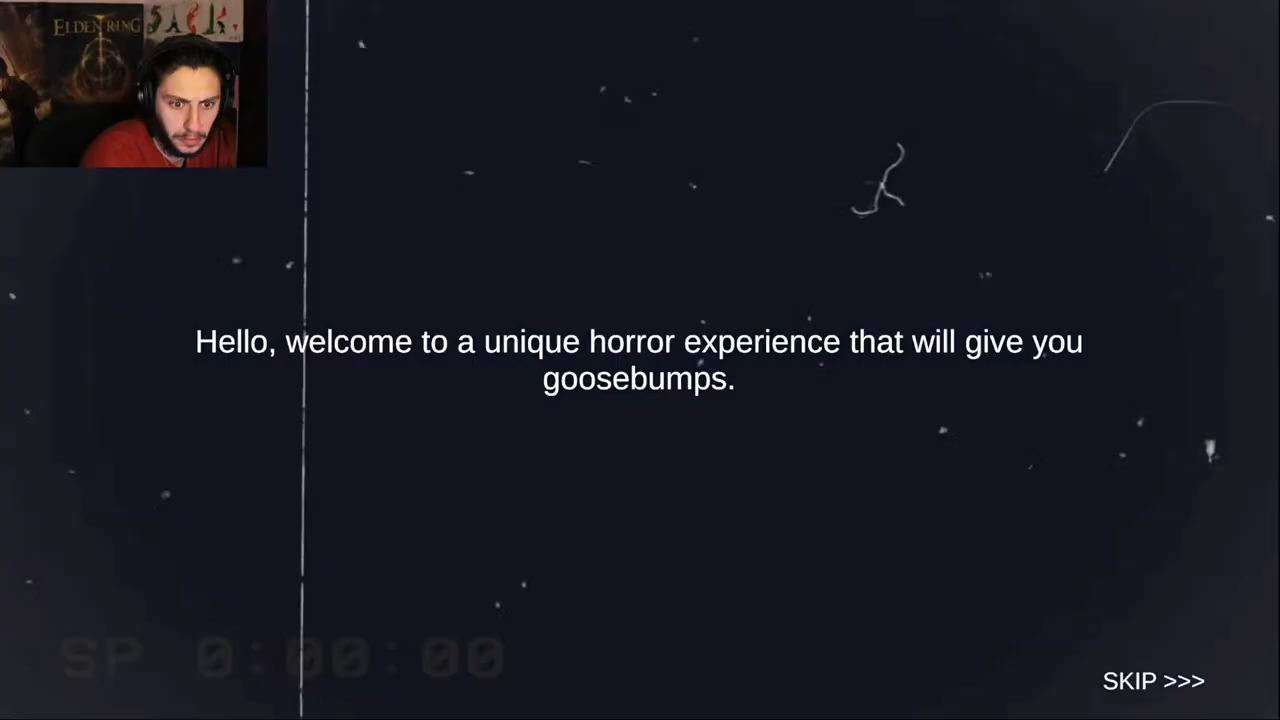 ELDEN RING
Hello, welcome to a unique horror experience that will give you
goosebumps.
SP 0:00:00
SKIP >>>